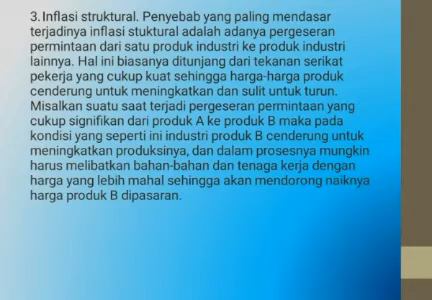 3. Inflasi struktural. Penyebab yang paling mendasar
terjadinya inflasi stuktural adalah adanya pergeseran
permintaan dari satu produk industri ke produk industri
lainnya. Hal ini biasanya ditunjang dari tekanan serikat
pekerja yang cukup kuat sehingga harga-harga produk
cenderung untuk meningkatkan dan sulit untuk turun.
Misalkan suatu saat terjadi pergeseran permintaan yang
cukup signifikan dari produk A ke produk B maka pada
kondisi yang seperti ini industri produk B cenderung untuk
meningkatkan produksinya, dan dalam prosesnya mungkin
harus melibatkan bahan-bahan dan tenaga kerja dengan
harga yang lebih mahal sehingga akan mendorong naiknya
harga produk B dipasaran.